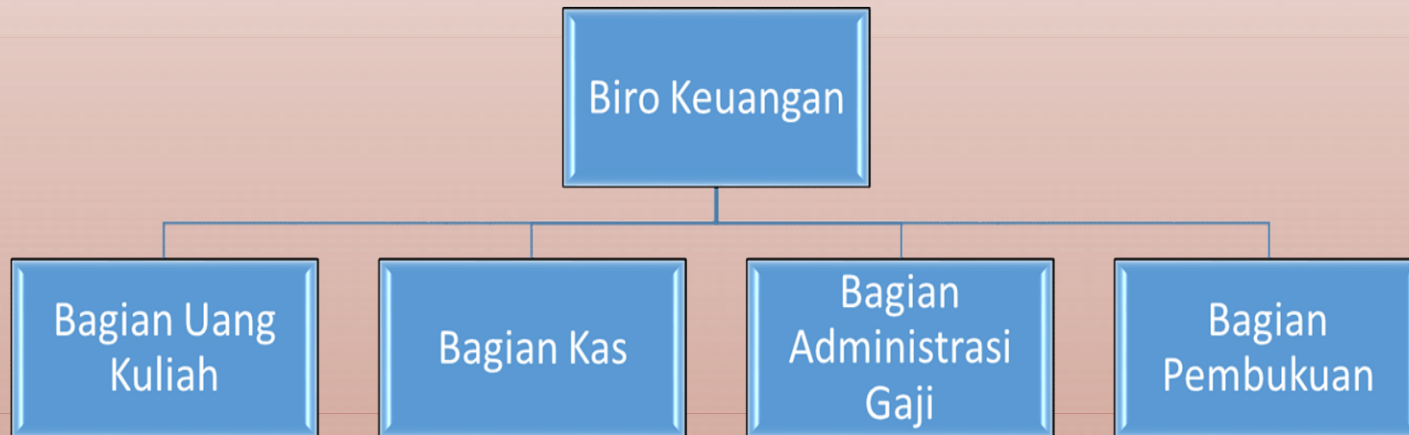 Biro Keuangan
Bagian Uang
Kuliah
Bagian Kas
Bagian
Administrasi
Gaji
Bagian
Pembukuan